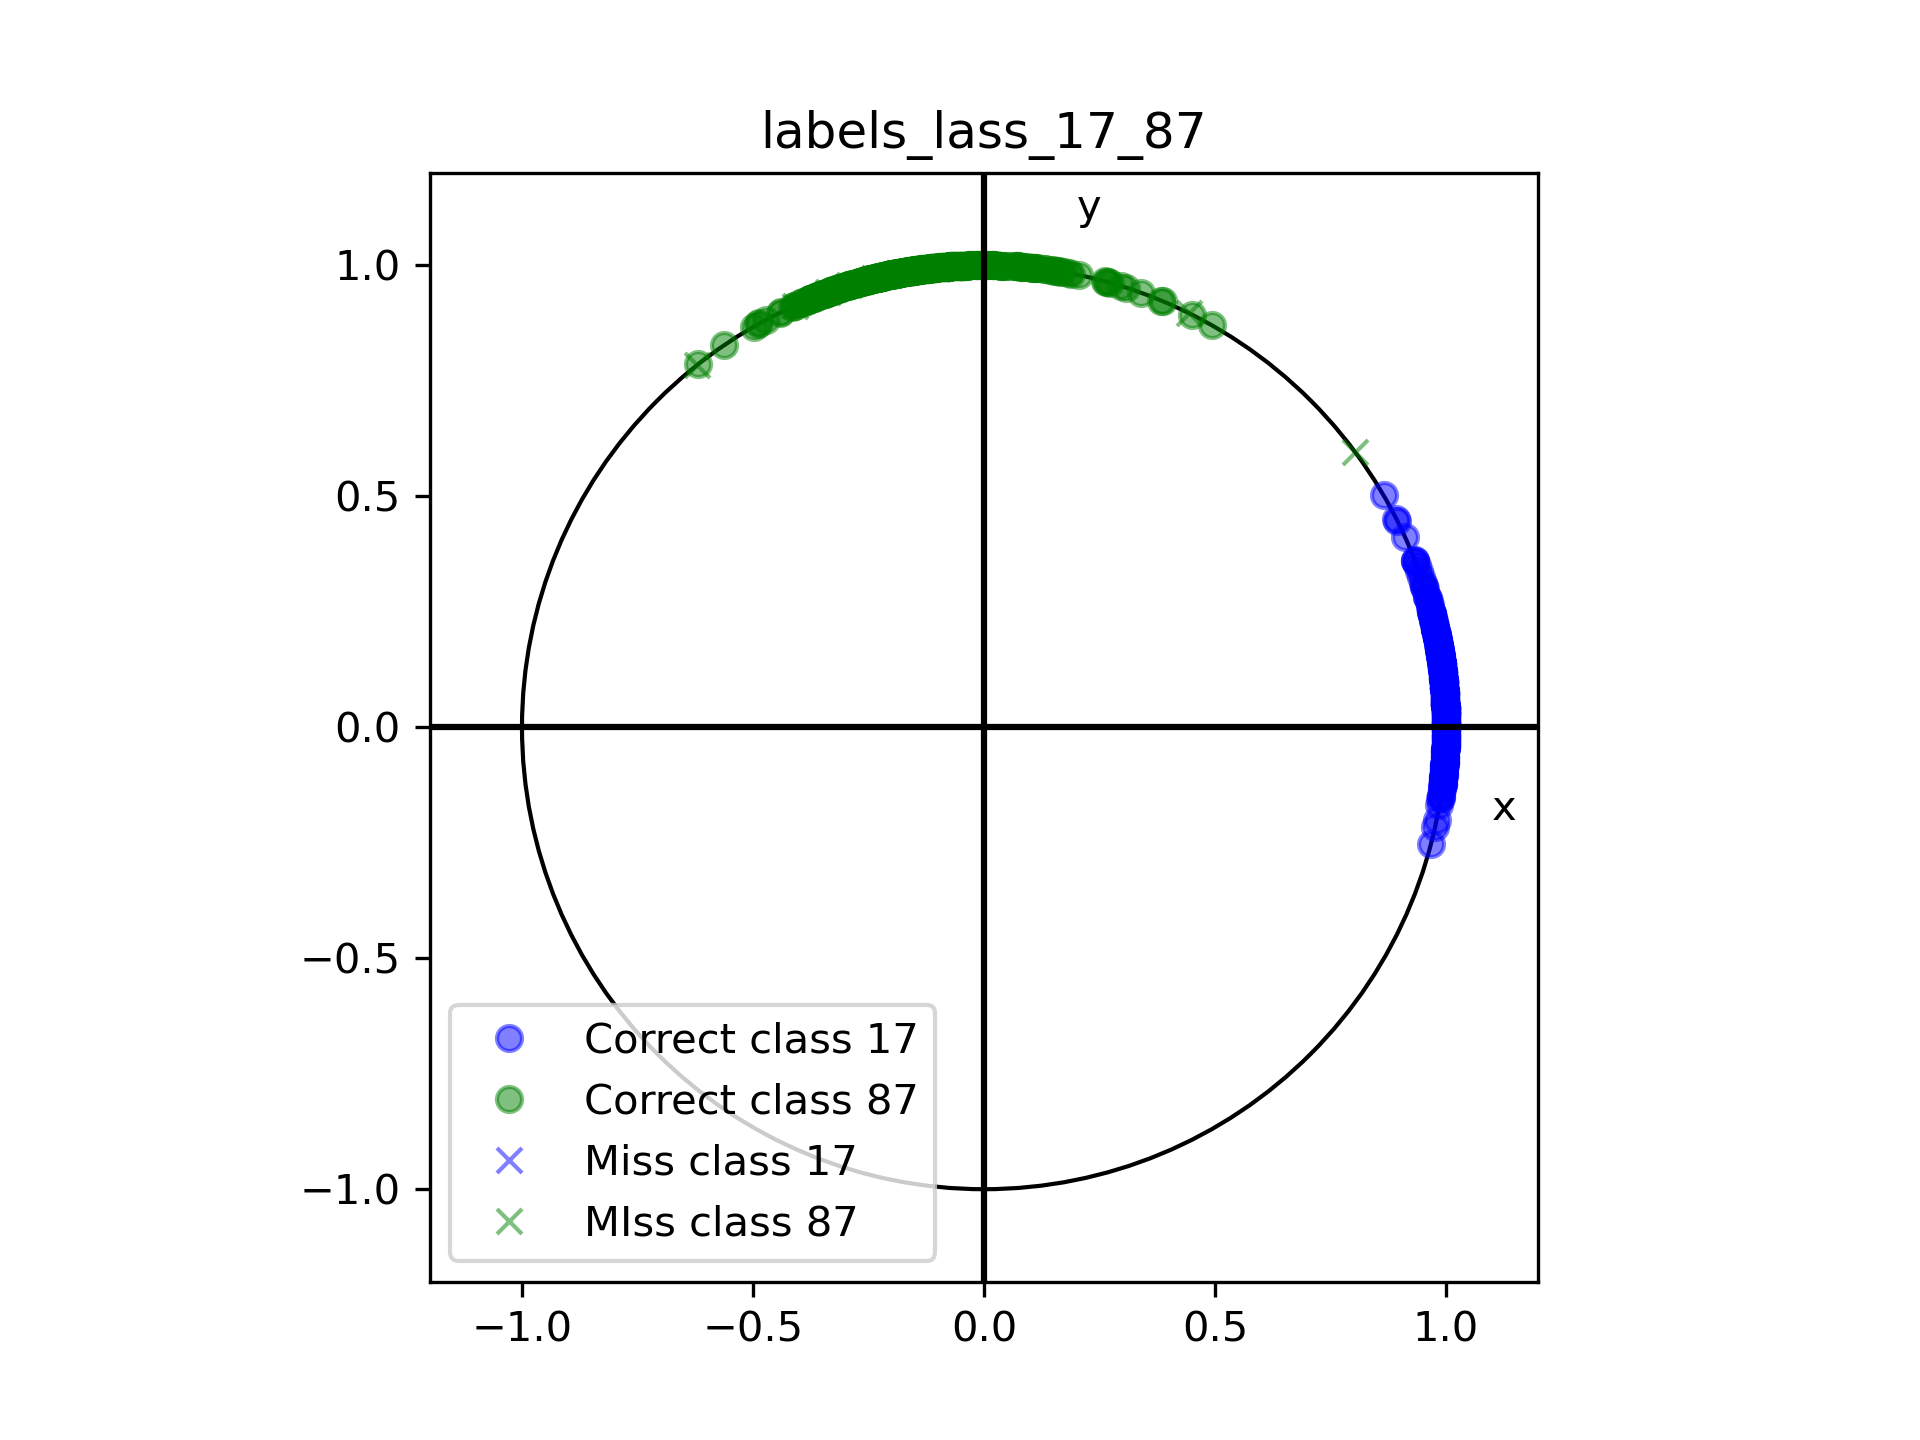 labels_lass_17_87
y
1.0
0.5
0.0
x
−0.5
−1.0
Correct class 17
Correct class 87
Miss class 17
MIss class 87
−1.0 −0.5 0.0 0.5 1.0